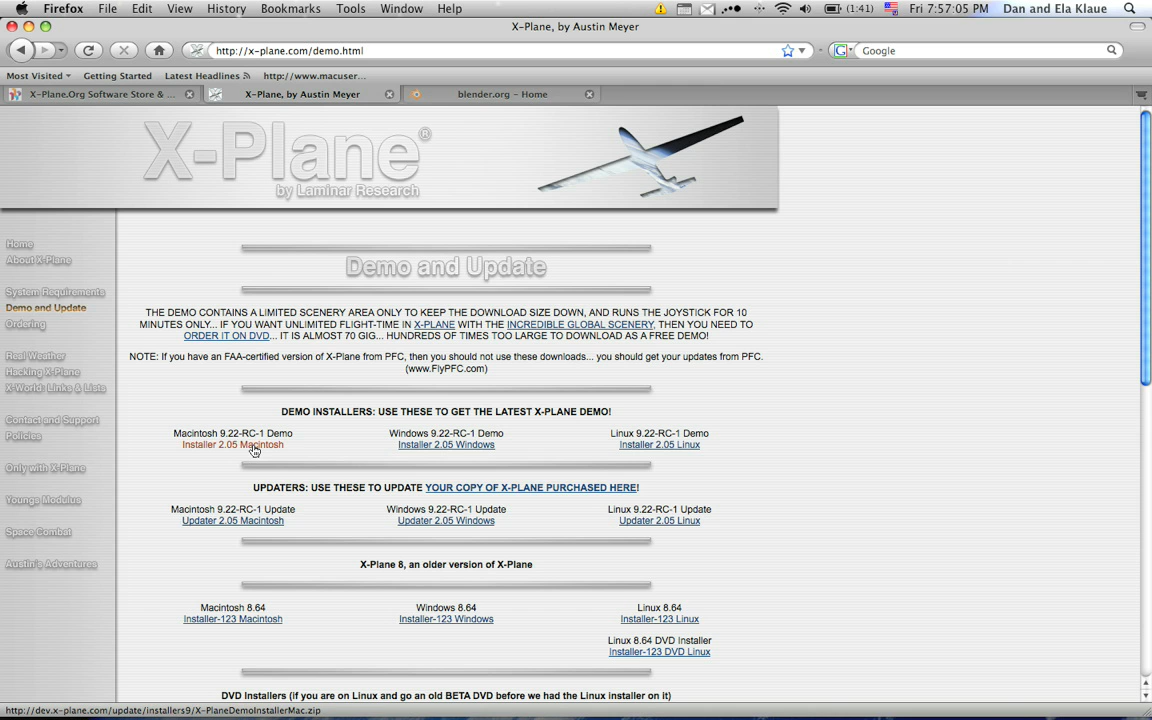 Firefox File Edit View History Bookmarks Tools Window Help (1:41) Fri 7:57:05 PM Dan and Ela Klaue
X-Plane, by Austin Meyer
http://x-plane.com/demo.html Google
Most Visited Getting Started Latest Headlines http://www.macuser...
X-Plane.Org Software Store & ... X-Plane, by Austin Meyer blender.org - Home
X-Plane®
by Laminar Research
Home
About X-Plane
System Requirements
Demo and Update
Ordering
Real Weather
Hacking X-Plane
X-World: Links & Lists
Contact and Support
Policies
Only with X-Plane
Youngs Modulus
Space Combat
Austin's Adventures
Demo and Update
THE DEMO CONTAINS A LIMITED SCENERY AREA ONLY TO KEEP THE DOWNLOAD SIZE DOWN, AND RUNS THE JOYSTICK FOR 10
MINUTES ONLY... IF YOU WANT UNLIMITED FLIGHT-TIME IN X-PLANE WITH THE INCREDIBLE GLOBAL SCENERY, THEN YOU NEED TO
ORDER IT ON DVD... IT IS ALMOST 70 GIG... HUNDREDS OF TIMES TOO LARGE TO DOWNLOAD AS A FREE DEMO!
NOTE: If you have an FAA-certified version of X-Plane from PFC, then you should not use these downloads... you should get your updates from PFC.
(www.FlyPFC.com)
DEMO INSTALLERS: USE THESE TO GET THE LATEST X-PLANE DEMO!
Macintosh 9.22-RC-1 Demo Windows 9.22-RC-1 Demo Linux 9.22-RC-1 Demo
Installer 2.05 Macintosh Installer 2.05 Windows Installer 2.05 Linux
UPDATERS: USE THESE TO UPDATE YOUR COPY OF X-PLANE PURCHASED HERE!
Macintosh 9.22-RC-1 Update Windows 9.22-RC-1 Update Linux 9.22-RC-1 Update
Updater 2.05 Macintosh Updater 2.05 Windows Updater 2.05 Linux
X-Plane 8, an older version of X-Plane
Macintosh 8.64 Windows 8.64 Linux 8.64
Installer-123 Macintosh Installer-123 Windows Installer-123 Linux
Linux 8.64 DVD Installer
Installer-123 DVD Linux
DVD Installers (if you are on Linux and go an old BETA DVD before we had the Linux installer on it)
http://dev.x-plane.com/update/installers9/X-PlaneDemoInstallerMac.zip